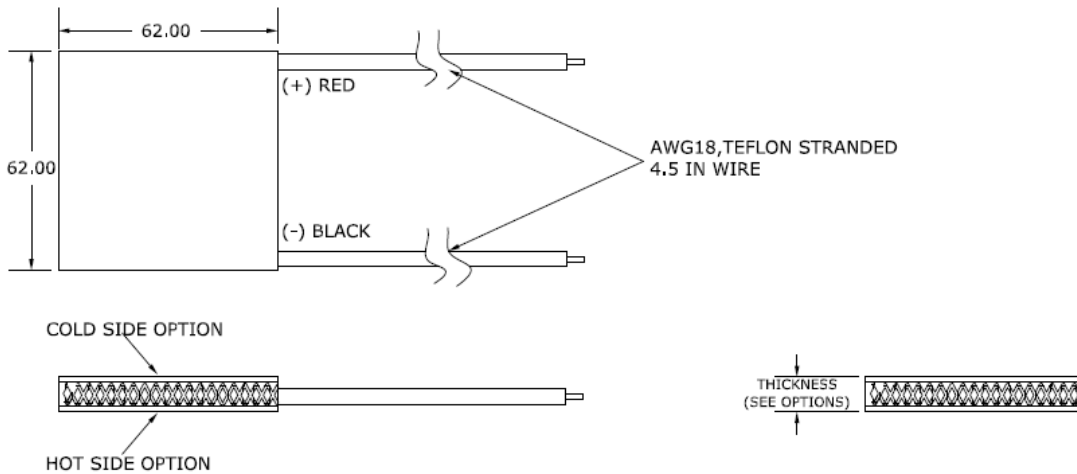 62.00
(+) RED
62.00
AWG18,TEFLON STRANDED
4.5 IN WIRE
(-) BLACK
COLD SIDE OPTION
THICKNESS
(SEE OPTIONS)
HOT SIDE OPTION